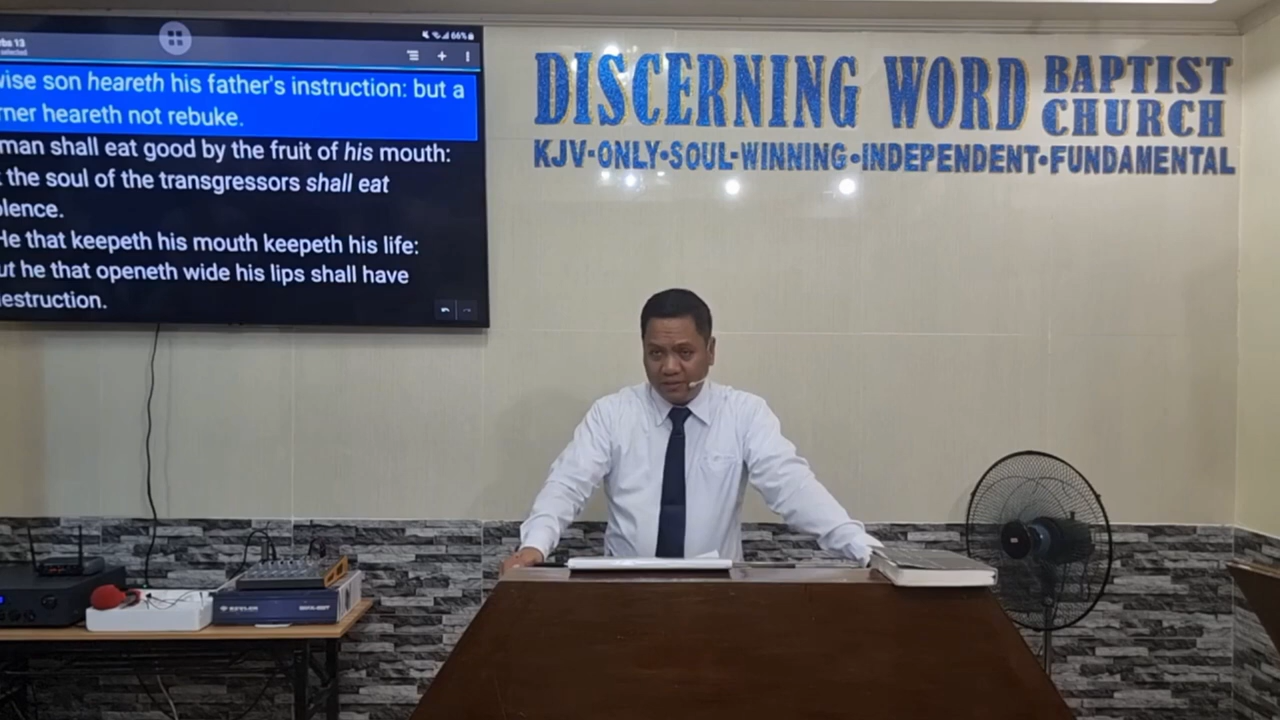 13
selected
66%
wise son heareth his father's instruction: but a
rner heareth not rebuke.
man shall eat good by the fruit of his mouth:
the soul of the transgressors shall eat
olence.
He that keepeth his mouth keepeth his life:
ut he that openeth wide his lips shall have
estruction.
DISCERNING WORD BAPTIST CHURCH
KJV-ONLY•SOUL-WINNING•INDEPENDENT•FUNDAMENTAL